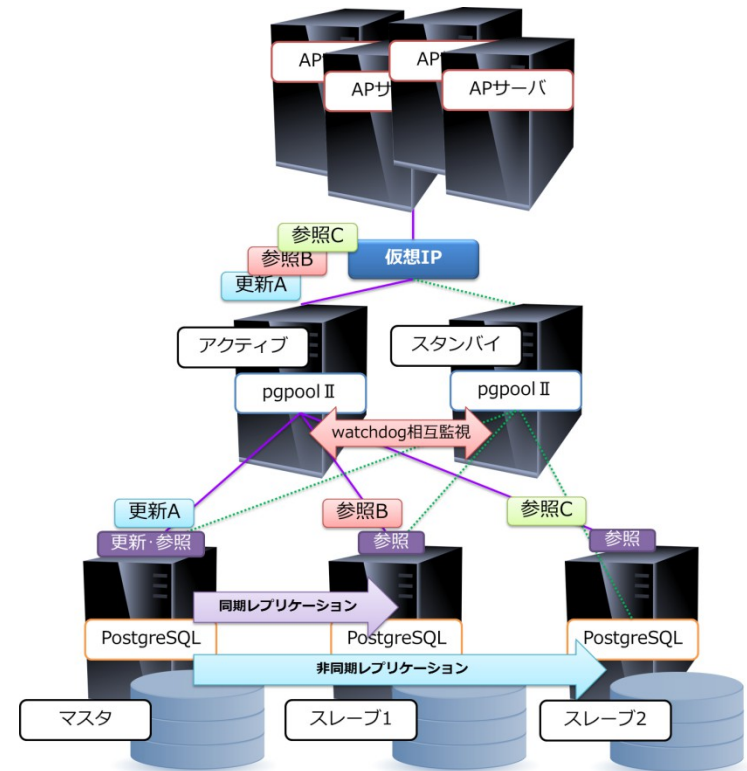 AP
AP
APサ
APサーバ
参照C
参照B
更新A
仮想IP
アクティブ
スタンバイ
pgpoolⅡ
pgpoolⅡ
watchdog相互監視
更新A
参照B
参照C
更新・参照
参照
参照
同期レプリケーション
PostgreSQL
PostgreSQL
PostgreSQL
非同期レプリケーション
マスタ
スレーブ1
スレーブ2